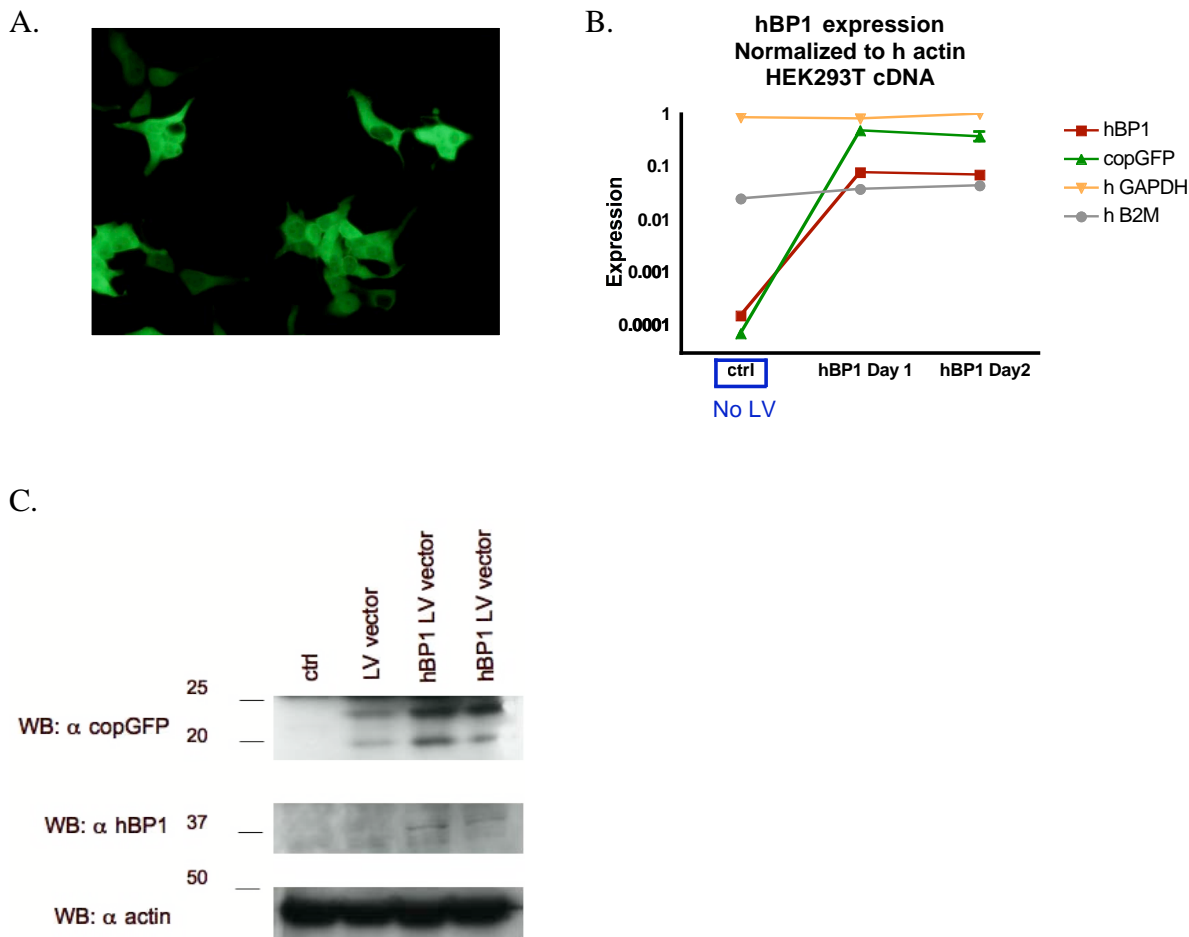 A.
B.
hBP1 expression
Normalized to h actin
HEK293T cDNA
Expression
1
0.1
0.01
0.001
0.0001
hBP1
copGFP
h GAPDH
h B2M
ctrl
hBP1 Day 1
hBP1 Day2
No LV
C.
ctrl
LV vector
hBP1 LV vector
hBP1 LV vector
WB: α copGFP
25
20
WB: α hBP1
37
50
WB: α actin